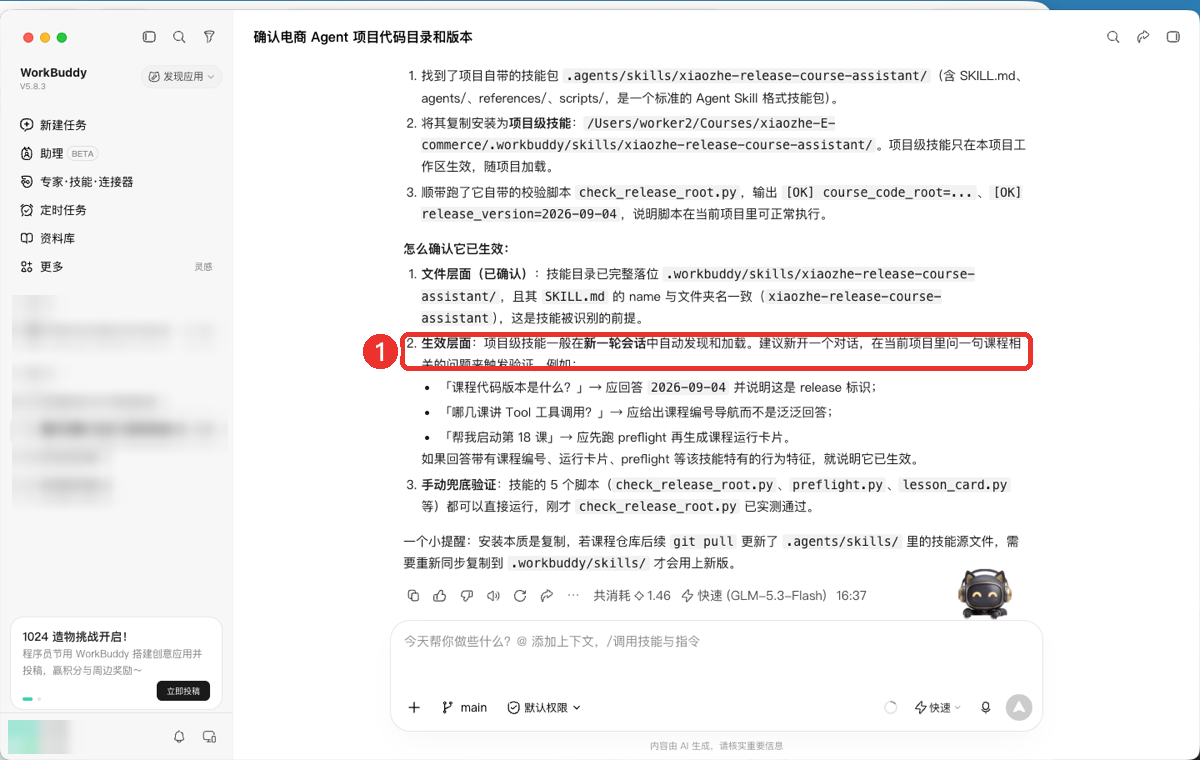 确认电商 Agent 项目代码目录和版本
WorkBuddy
V5.8.3
发现应用
新建任务
助理 BETA
专家·技能·连接器
定时任务
资料库
更多
灵感
1024 造物挑战开启！
程序员节用 WorkBuddy 搭建创意应用并
投稿，赢积分与周边奖励～
立即投稿
1. 找到了项目自带的技能包 .agents/skills/xiaozhe-release-course-assistant/（含 SKILL.md、
agents/、references/、scripts/，是一个标准的 Agent Skill 格式技能包）。
2. 将其复制安装为项目级技能： /Users/worker2/Courses/xiaozhe-E-
commerce/.workbuddy/skills/xiaozhe-release-course-assistant/ 。项目级技能只在本项目工
作区生效，随项目加载。
3. 顺带跑了它自带的校验脚本 check_release_root.py，输出 [OK] course_code_root=...、[OK]
release_version=2026-09-04，说明脚本在当前项目里可正常执行。
怎么确认它已生效：
1. 文件层面（已确认）：技能目录已完整落位 .workbuddy/skills/xiaozhe-release-course-
assistant/，且其 SKILL.md 的 name 与文件夹名一致（xiaozhe-release-course-
assistant），这是技能被识别的前提。
1
2. 生效层面：项目级技能一般在新一轮会话中自动发现和加载。建议新开一个对话，在当前项目里问一句课程相
关的问题来触发验证，例如：
• 「课程代码版本是什么？」→ 应回答 2026-09-04 并说明这是 release 标识；
• 「哪几课讲 Tool 工具调用？」→ 应给出课程编号导航而不是泛泛回答；
• 「帮我启动第 18 课」→ 应先跑 preflight 再生成课程运行卡片。
如果回答带有课程编号、运行卡片、preflight 等该技能特有的行为特征，就说明它已生效。
3. 手动兜底验证：技能的 5 个脚本（check_release_root.py、preflight.py、lesson_card.py
等）都可以直接运行，刚才 check_release_root.py 已实测通过。
一个小提醒：安装本质是复制，若课程仓库后续 git pull 更新了 .agents/skills/ 里的技能源文件，需
要重新同步复制到 .workbuddy/skills/ 才会用上新版。
共消耗 1.46 快速 (GLM-5.3-Flash) 16:37
今天帮你做些什么？@ 添加上下文，/调用技能与指令
main 默认权限 快速
内容由 AI 生成，请核实重要信息